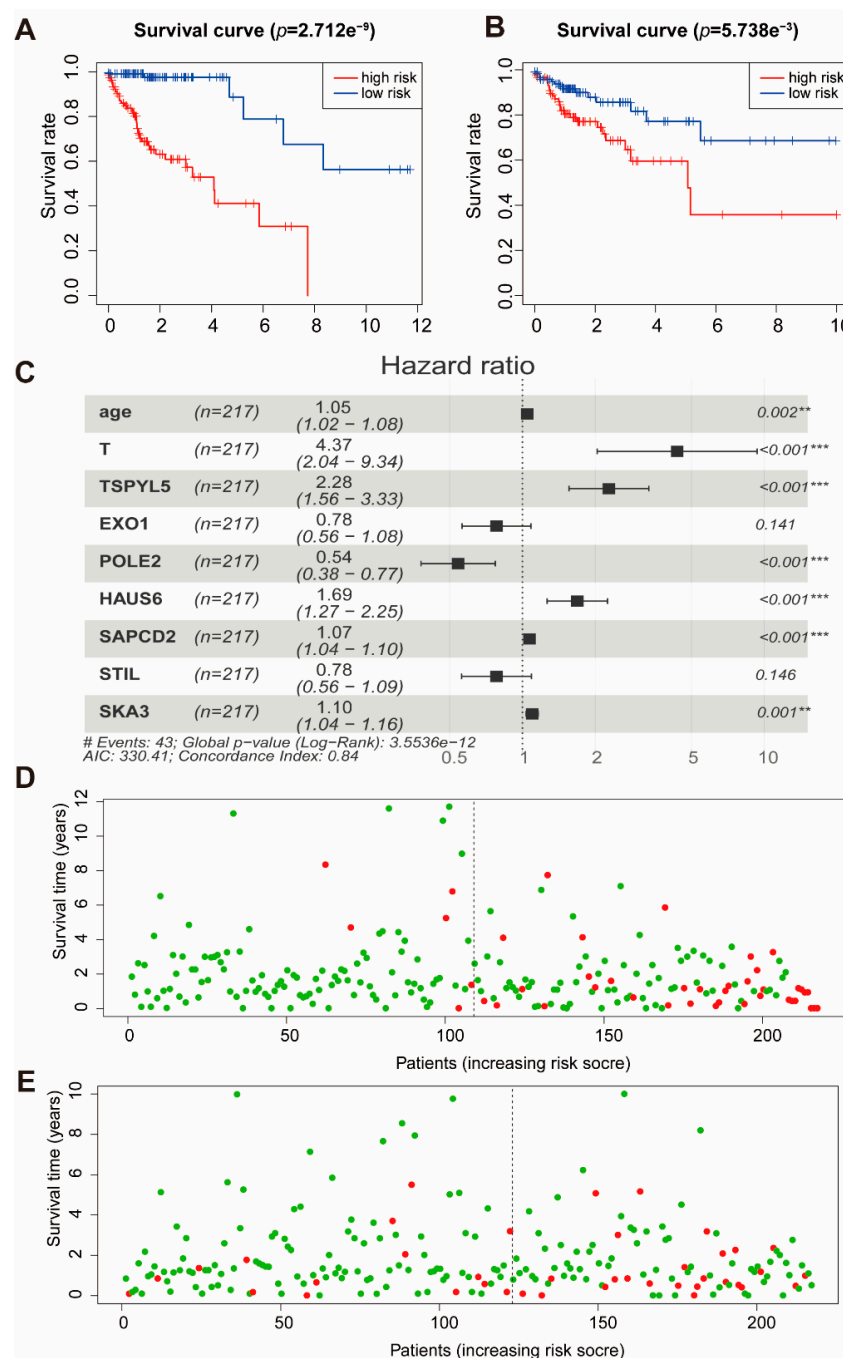 A
Survival curve (p=2.712e⁻⁹)
Survival rate
0.0 0.2 0.4 0.6 0.8 1.0
high risk
low risk
0 2 4 6 8 10 12
B
Survival curve (p=5.738e⁻³)
Survival rate
0.0 0.2 0.4 0.6 0.8 1.0
high risk
low risk
0 2 4 6 8 10
C
Hazard ratio
age (n=217) 1.05 (1.02 − 1.08) 0.002**
T (n=217) 4.37 (2.04 − 9.34) <0.001***
TSPYL5 (n=217) 2.28 (1.56 − 3.33) <0.001***
EXO1 (n=217) 0.78 (0.56 − 1.08) 0.141
POLE2 (n=217) 0.54 (0.38 − 0.77) <0.001***
HAUS6 (n=217) 1.69 (1.27 − 2.25) <0.001***
SAPCD2 (n=217) 1.07 (1.04 − 1.10) <0.001***
STIL (n=217) 0.78 (0.56 − 1.09) 0.146
SKA3 (n=217) 1.10 (1.04 − 1.16) 0.001**
# Events: 43; Global p-value (Log-Rank): 3.5536e-12
AIC: 330.41; Concordance Index: 0.84
0.5 1 2 5 10
D
Survival time (years)
0 2 4 6 8 10 12
0 50 100 150 200
Patients (increasing risk socre)
E
Survival time (years)
0 2 4 6 8 10
0 50 100 150 200
Patients (increasing risk socre)